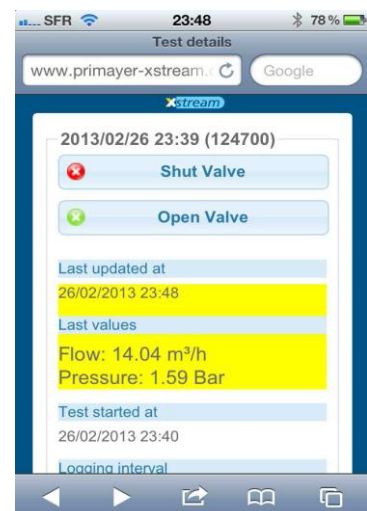 SFR 23:48 78 %
Test details
www.primayer-xstream. Google
Xstream
2013/02/26 23:39 (124700)
Shut Valve
Open Valve
Last updated at
26/02/2013 23:48
Last values
Flow: 14.04 m³/h
Pressure: 1.59 Bar
Test started at
26/02/2013 23:40
Logging interval